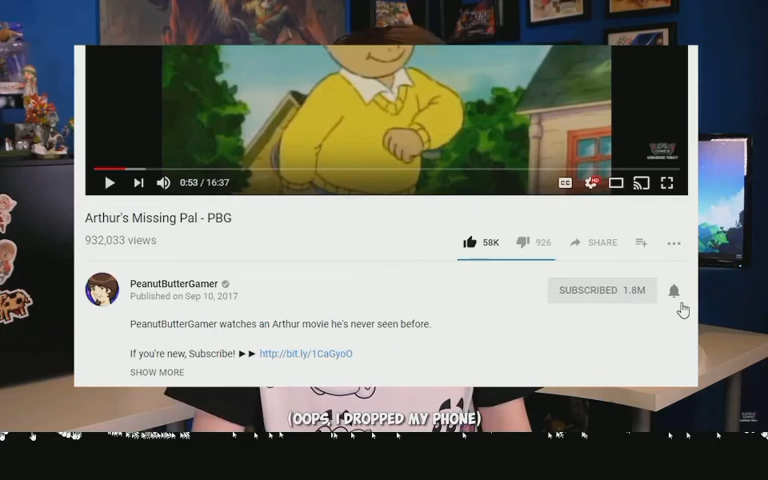 0:53 / 16:37
CC
HD
Arthur's Missing Pal - PBG
932,033 views
58K
926
SHARE
PeanutButterGamer
Published on Sep 10, 2017
SUBSCRIBED 1.8M
PeanutButterGamer watches an Arthur movie he's never seen before.
If you're new, Subscribe! ►► http://bit.ly/1CaGyoO
SHOW MORE
(OOPS, I DROPPED MY PHONE)